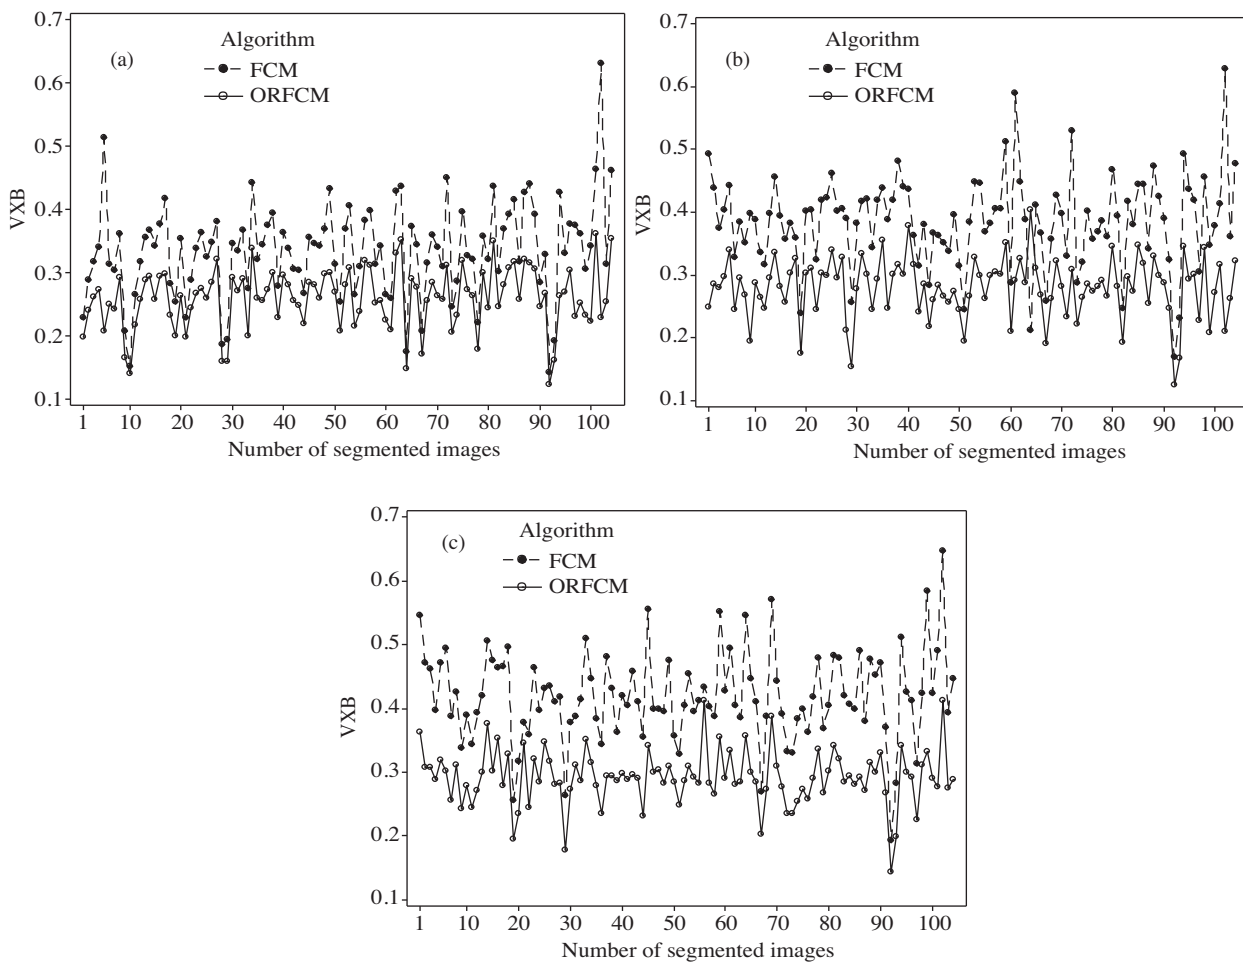 0.7
0.6
0.5
0.4
0.3
0.2
0.1
VXB
(a)
Algorithm
FCM
ORFCM
1 10 20 30 40 50 60 70 80 90 100
Number of segmented images
0.7
0.6
0.5
0.4
0.3
0.2
0.1
VXB
(b)
Algorithm
FCM
ORFCM
1 10 20 30 40 50 60 70 80 90 100
Number of segmented images
0.7
0.6
0.5
0.4
0.3
0.2
0.1
VXB
(c)
Algorithm
FCM
ORFCM
1 10 20 30 40 50 60 70 80 90 100
Number of segmented images